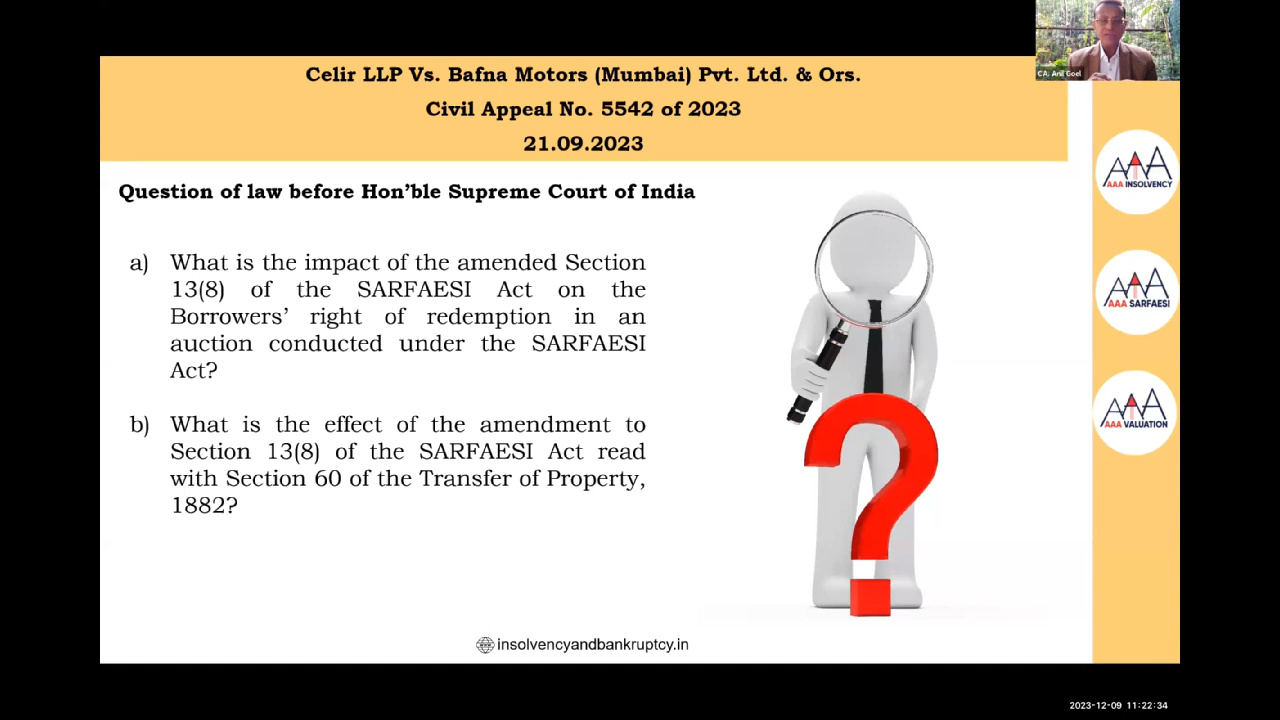 Celir LLP Vs. Bafna Motors (Mumbai) Pvt. Ltd. & Ors.
Civil Appeal No. 5542 of 2023
21.09.2023
CA. Anil Goel
Question of law before Hon’ble Supreme Court of India
a) What is the impact of the amended Section
13(8) of the SARFAESI Act on the
Borrowers’ right of redemption in an
auction conducted under the SARFAESI
Act?
b) What is the effect of the amendment to
Section 13(8) of the SARFAESI Act read
with Section 60 of the Transfer of Property,
1882?
AAA INSOLVENCY
AAA SARFAESI
AAA VALUATION
insolvencyandbankruptcy.in
2023-12-09 11:22:34